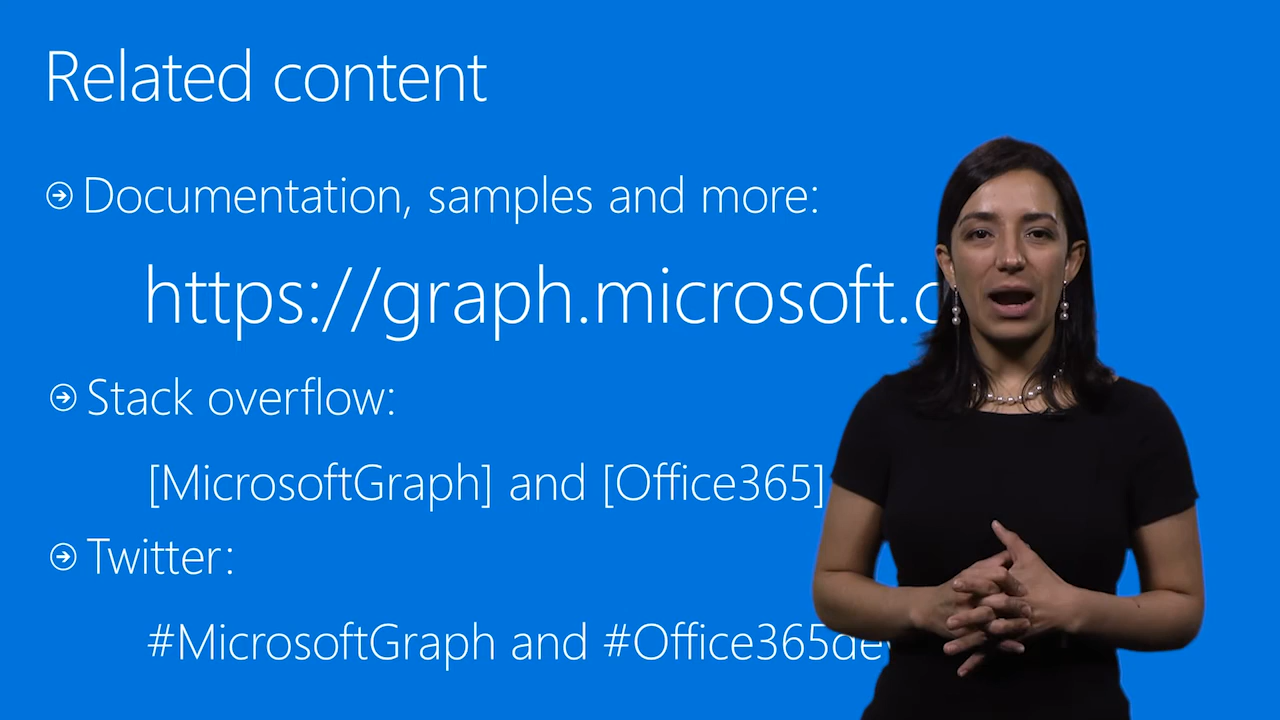 Related content
Documentation, samples and more:
https://graph.microsoft.c
Stack overflow:
[MicrosoftGraph] and [Office365]
Twitter:
#MicrosoftGraph and #Office365de